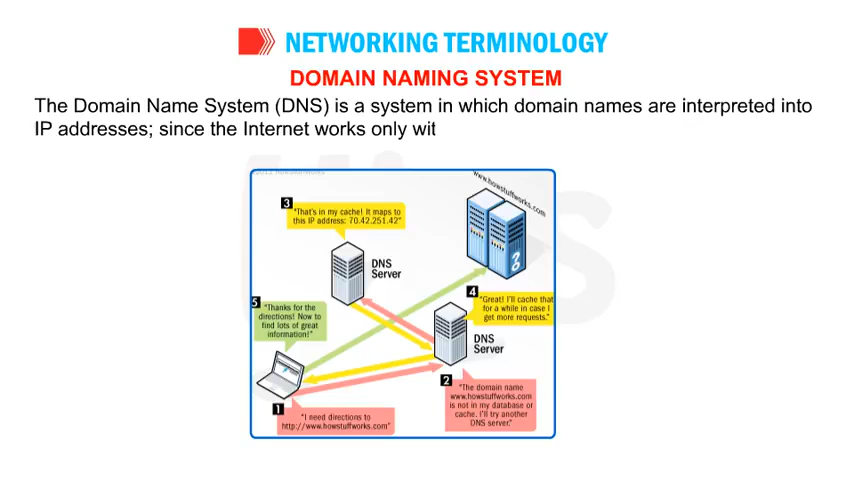 NETWORKING TERMINOLOGY
DOMAIN NAMING SYSTEM
The Domain Name System (DNS) is a system in which domain names are interpreted into
IP addresses; since the Internet works only wit
www.howstuffworks.com
3
"That's in my cache! It maps to
this IP address: 70.42.251.42"
DNS
Server
4
"Great! I'll cache that
for a while in case I
get more requests."
5
"Thanks for the
directions! Now to
find lots of great
information!"
DNS
Server
2
"The domain name
www.howstuffworks.com
is not in my database or
cache. I'll try another
DNS server."
1
"I need directions to
http://www.howstuffworks.com"